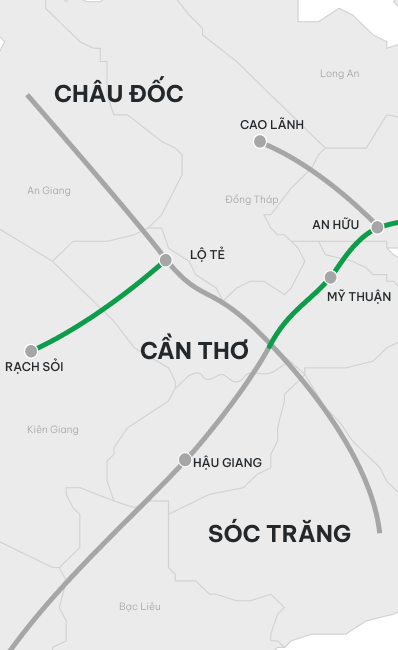 Long An
CHÂU ĐỐC
CAO LÃNH
An Giang
Đồng Tháp
AN HỮU
LỘ TẺ
MỸ THUẬN
CẦN THƠ
RẠCH SỎI
Kiên Giang
HẬU GIANG
SÓC TRĂNG
Bạc Liêu